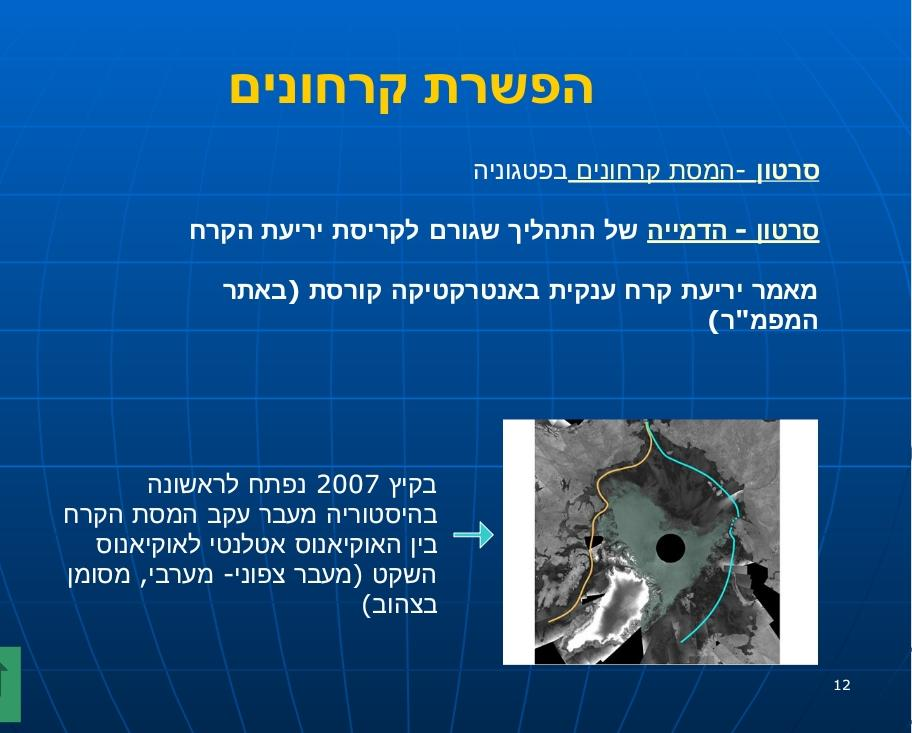 הפשרת קרחונים
סרטון -המסת קרחונים בפטגוניה
סרטון - הדמייה של התהליך שגורם לקריסת יריעת הקרח
מאמר יריעת קרח ענקית באנטרקטיקה קורסת (באתר
המפמ"ר)
בקיץ 2007 נפתח לראשונה
בהיסטוריה מעבר עקב המסת הקרח
בין האוקיאנוס אטלנטי לאוקיאנוס
השקט (מעבר צפוני- מערבי, מסומן
בצהוב)
12